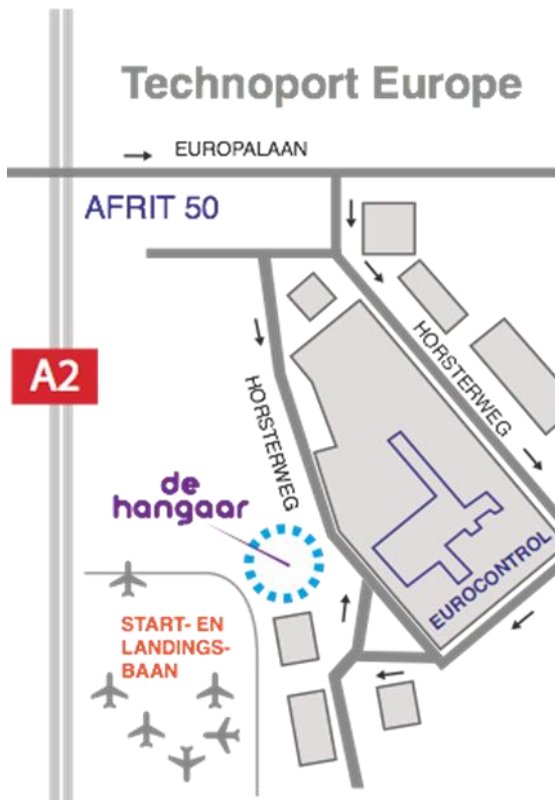 Technoport Europe
EUROPALAAN
AFRIT 50
A2
HORSTERWEG
HORSTERWEG
de
hangaar
EUROCONTROL
START- EN
LANDINGS-
BAAN